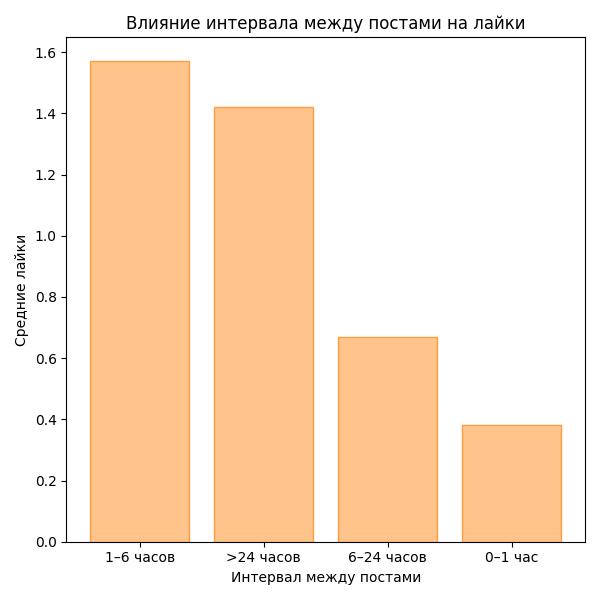 Влияние интервала между постами на лайки
Средние лайки
1.6
1.4
1.2
1.0
0.8
0.6
0.4
0.2
0.0
1–6 часов
>24 часов
6–24 часов
0–1 час
Интервал между постами